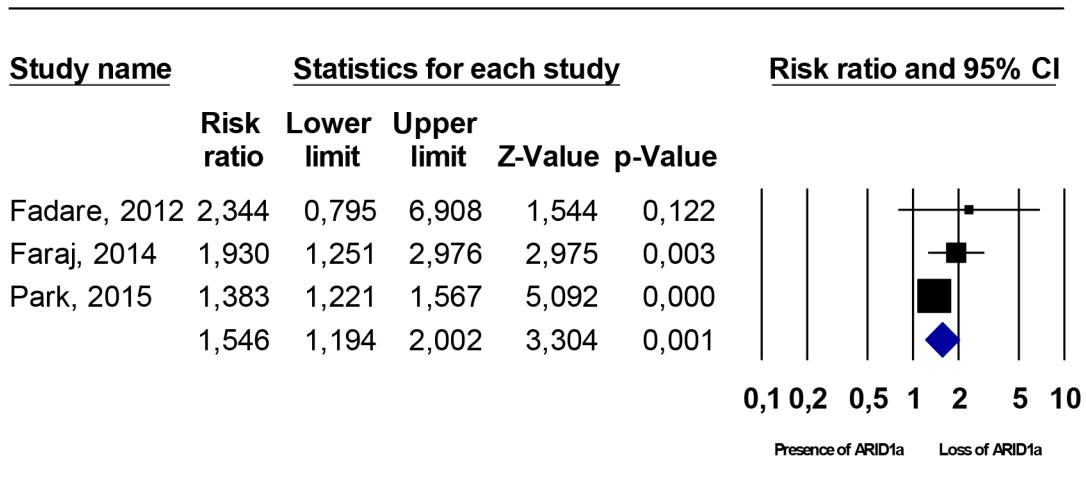 Study name Statistics for each study Risk ratio and 95% CI
Risk Lower Upper
ratio limit limit Z-Value p-Value
Fadare, 2012 2,344 0,795 6,908 1,544 0,122
Faraj, 2014 1,930 1,251 2,976 2,975 0,003
Park, 2015 1,383 1,221 1,567 5,092 0,000
1,546 1,194 2,002 3,304 0,001
0,1 0,2 0,5 1 2 5 10
Presence of ARID1a Loss of ARID1a